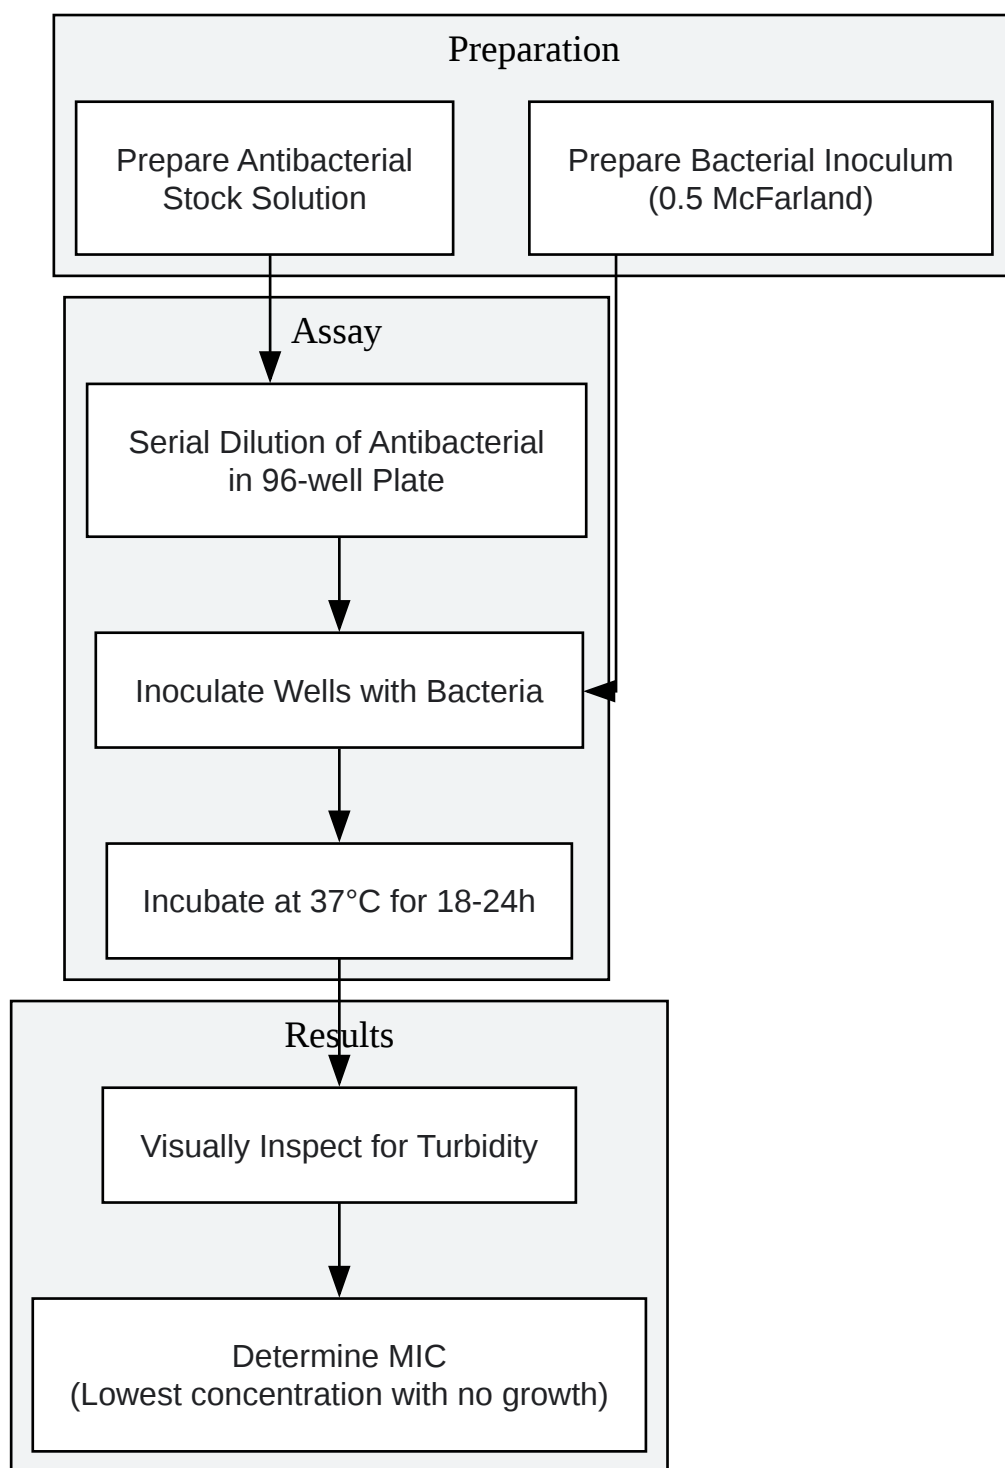 Preparation
Prepare Antibacterial
Stock Solution
Prepare Bacterial Inoculum
(0.5 McFarland)
Assay
Serial Dilution of Antibacterial
in 96-well Plate
Inoculate Wells with Bacteria
Incubate at 37°C for 18-24h
Results
Visually Inspect for Turbidity
Determine MIC
(Lowest concentration with no growth)